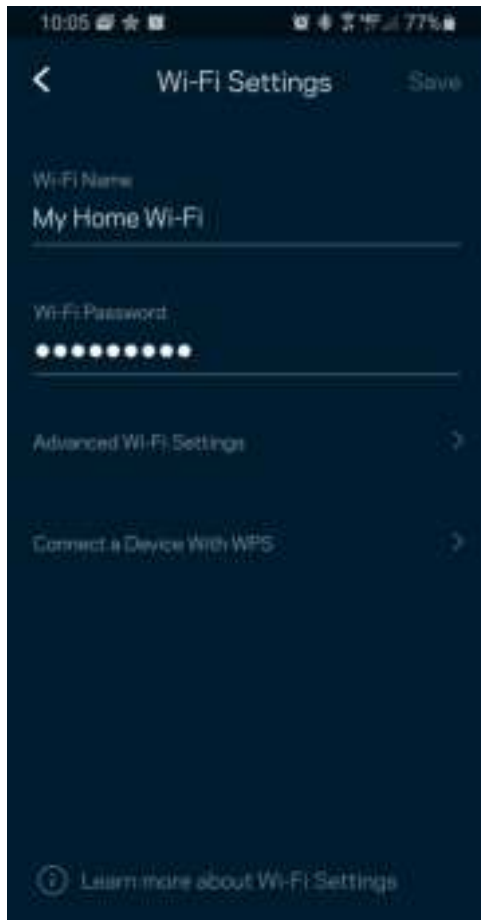 10:05 77%
Wi-Fi Settings Save
Wi-Fi Name
My Home Wi-Fi
Wi-Fi Password
•••••••••
Advanced Wi-Fi Settings
Connect a Device With WPS
Learn more about Wi-Fi Settings